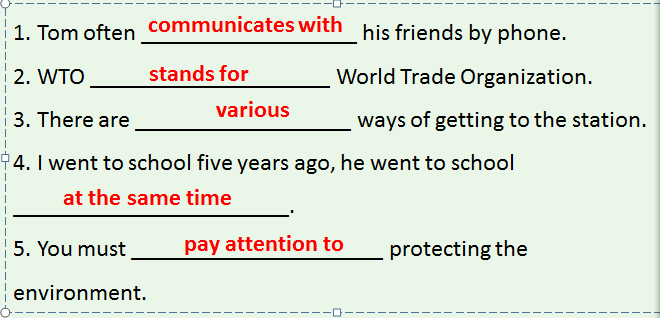 1. Tom often communicates with his friends by phone.
2. WTO stands for World Trade Organization.
3. There are various ways of getting to the station.
4. I went to school five years ago, he went to school
at the same time.
5. You must pay attention to protecting the
environment.